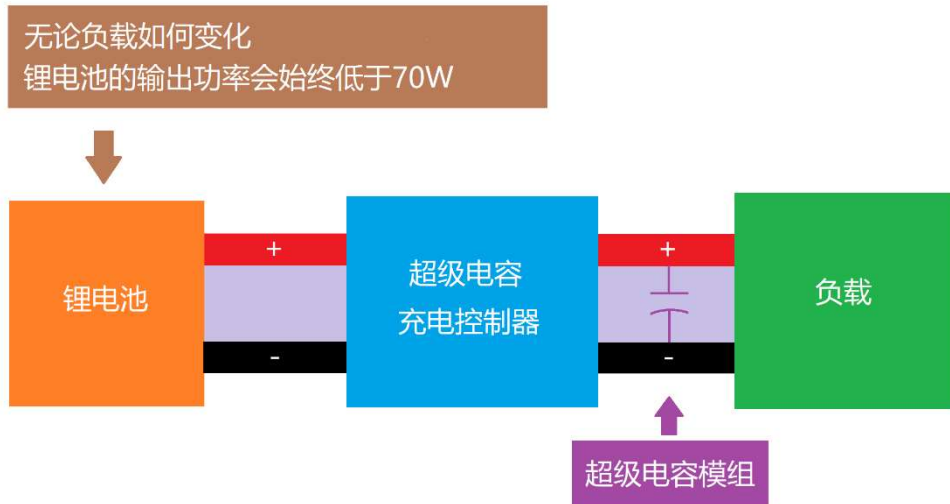 无论负载如何变化
锂电池的输出功率会始终低于70W
锂电池
+
-
超级电容
充电控制器
+
-
负载
超级电容模组